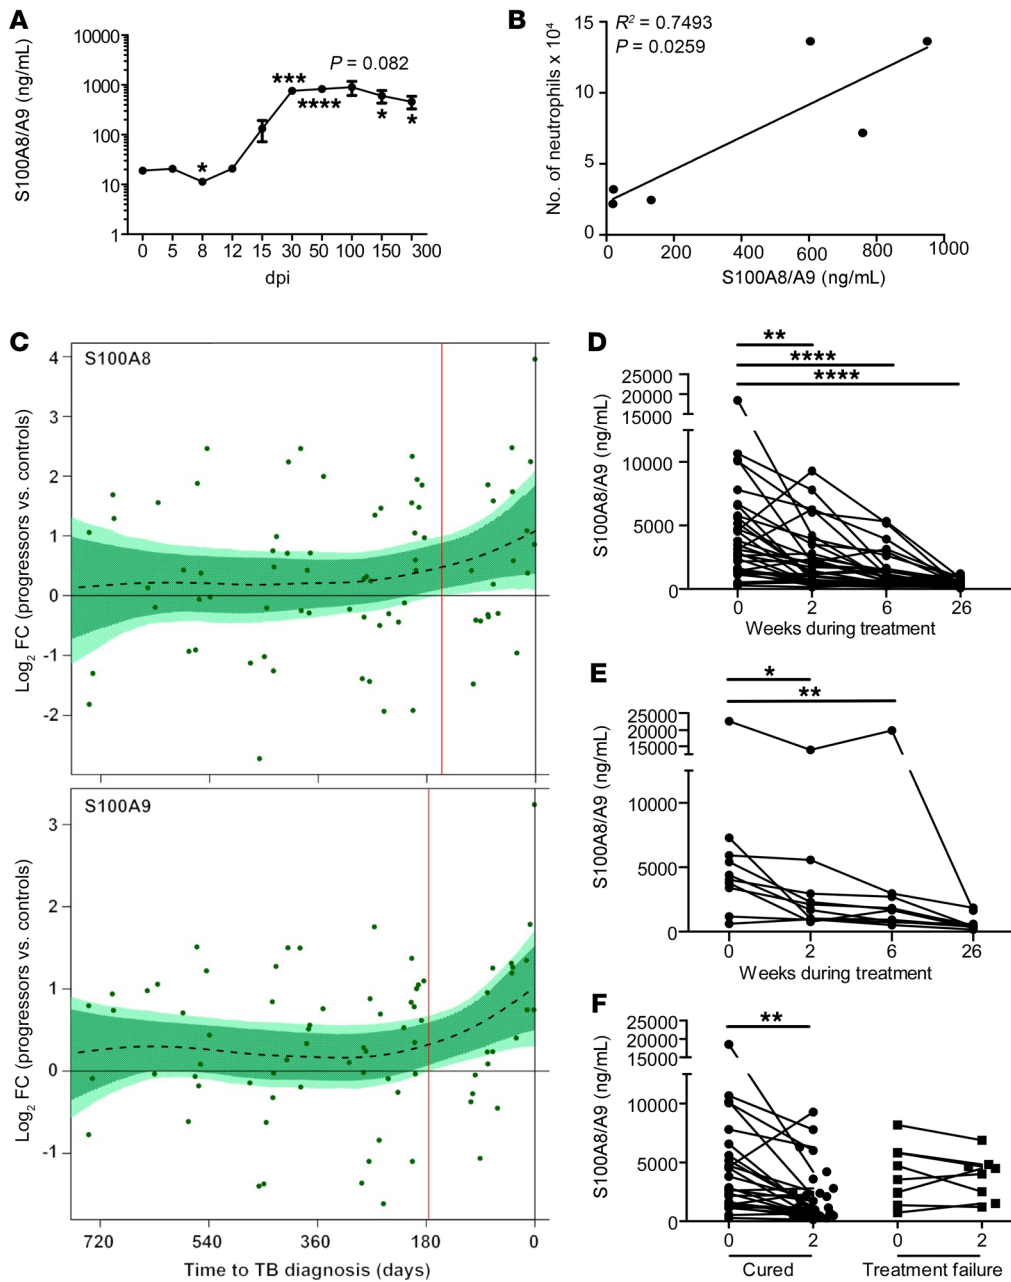 A
S100A8/A9 (ng/mL)
10000
1000
100
10
1
P = 0.082
*
***
****
*
*
0 5 8 12 15 30 50 100 150 300
dpi
B
No. of neutrophils x 10⁴
15
10
5
0
R² = 0.7493
P = 0.0259
0 200 400 600 800 1000
S100A8/A9 (ng/mL)
C
S100A8
Log₂ FC (progressors vs. controls)
4
3
2
1
0
-1
-2
S100A9
Log₂ FC (progressors vs. controls)
3
2
1
0
-1
720 540 360 180 0
Time to TB diagnosis (days)
D
**
****
****
S100A8/A9 (ng/mL)
25000
20000
15000
10000
5000
0
0 2 6 26
Weeks during treatment
E
*
**
S100A8/A9 (ng/mL)
25000
20000
15000
10000
5000
0
0 2 6 26
Weeks during treatment
F
**
S100A8/A9 (ng/mL)
25000
20000
15000
10000
5000
0
0 2 0 2
Cured Treatment failure